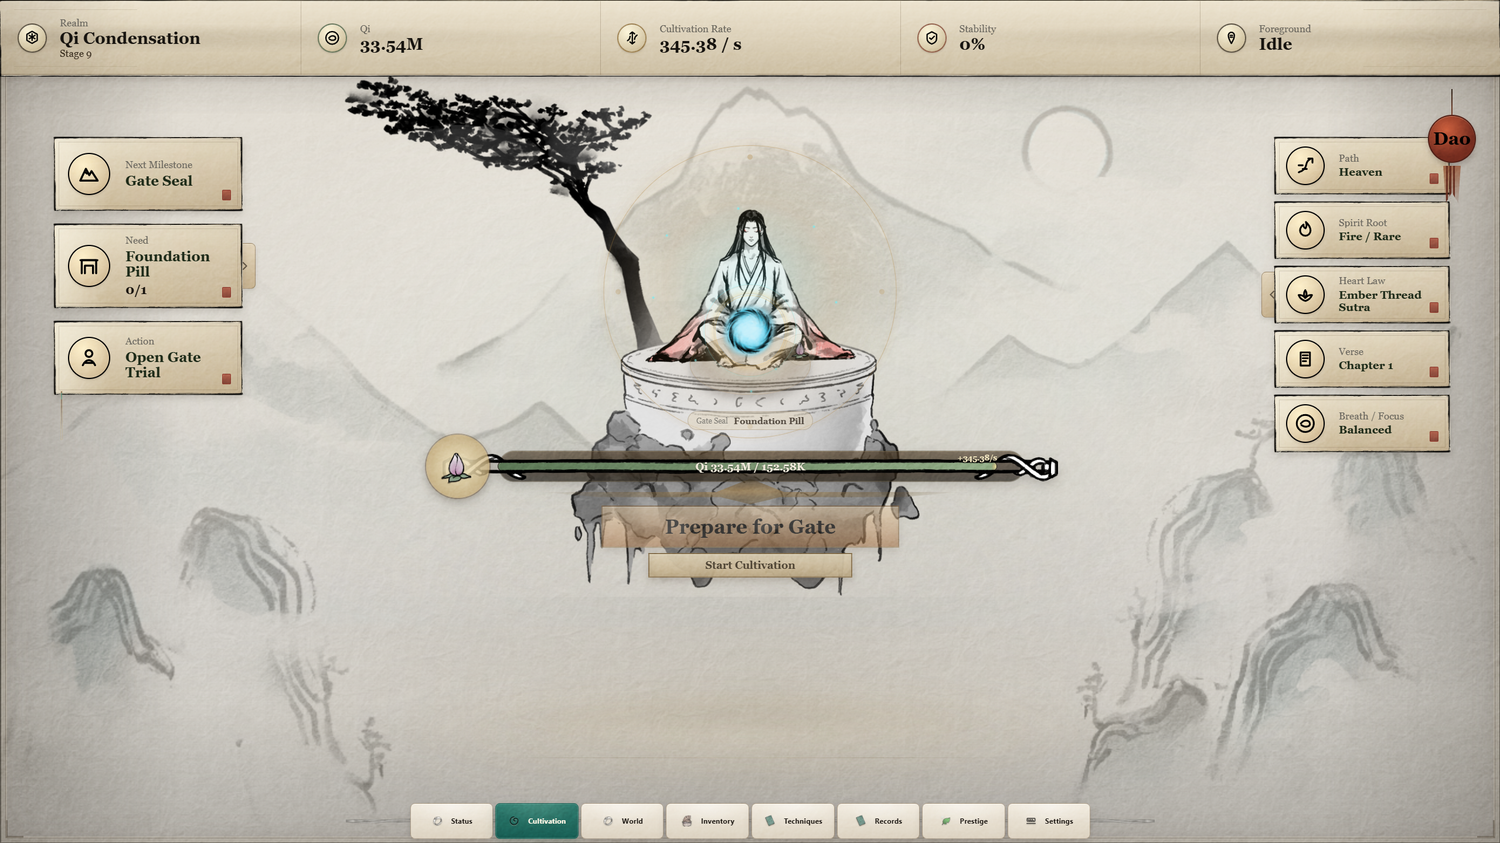 Realm
Qi Condensation
Stage 9
Qi
33.54M
Cultivation Rate
345.38 / s
Stability
0%
Foreground
Idle
Next Milestone
Gate Seal
Need
Foundation
Pill
0/1
Action
Open Gate
Trial
Dao
Path
Heaven
Spirit Root
Fire / Rare
Heart Law
Ember Thread
Sutra
Verse
Chapter 1
Breath / Focus
Balanced
Gate Seal Foundation Pill
+345.38/s
Qi 33.54M / 152.58K
Prepare for Gate
Start Cultivation
Status
Cultivation
World
Inventory
Techniques
Records
Prestige
Settings